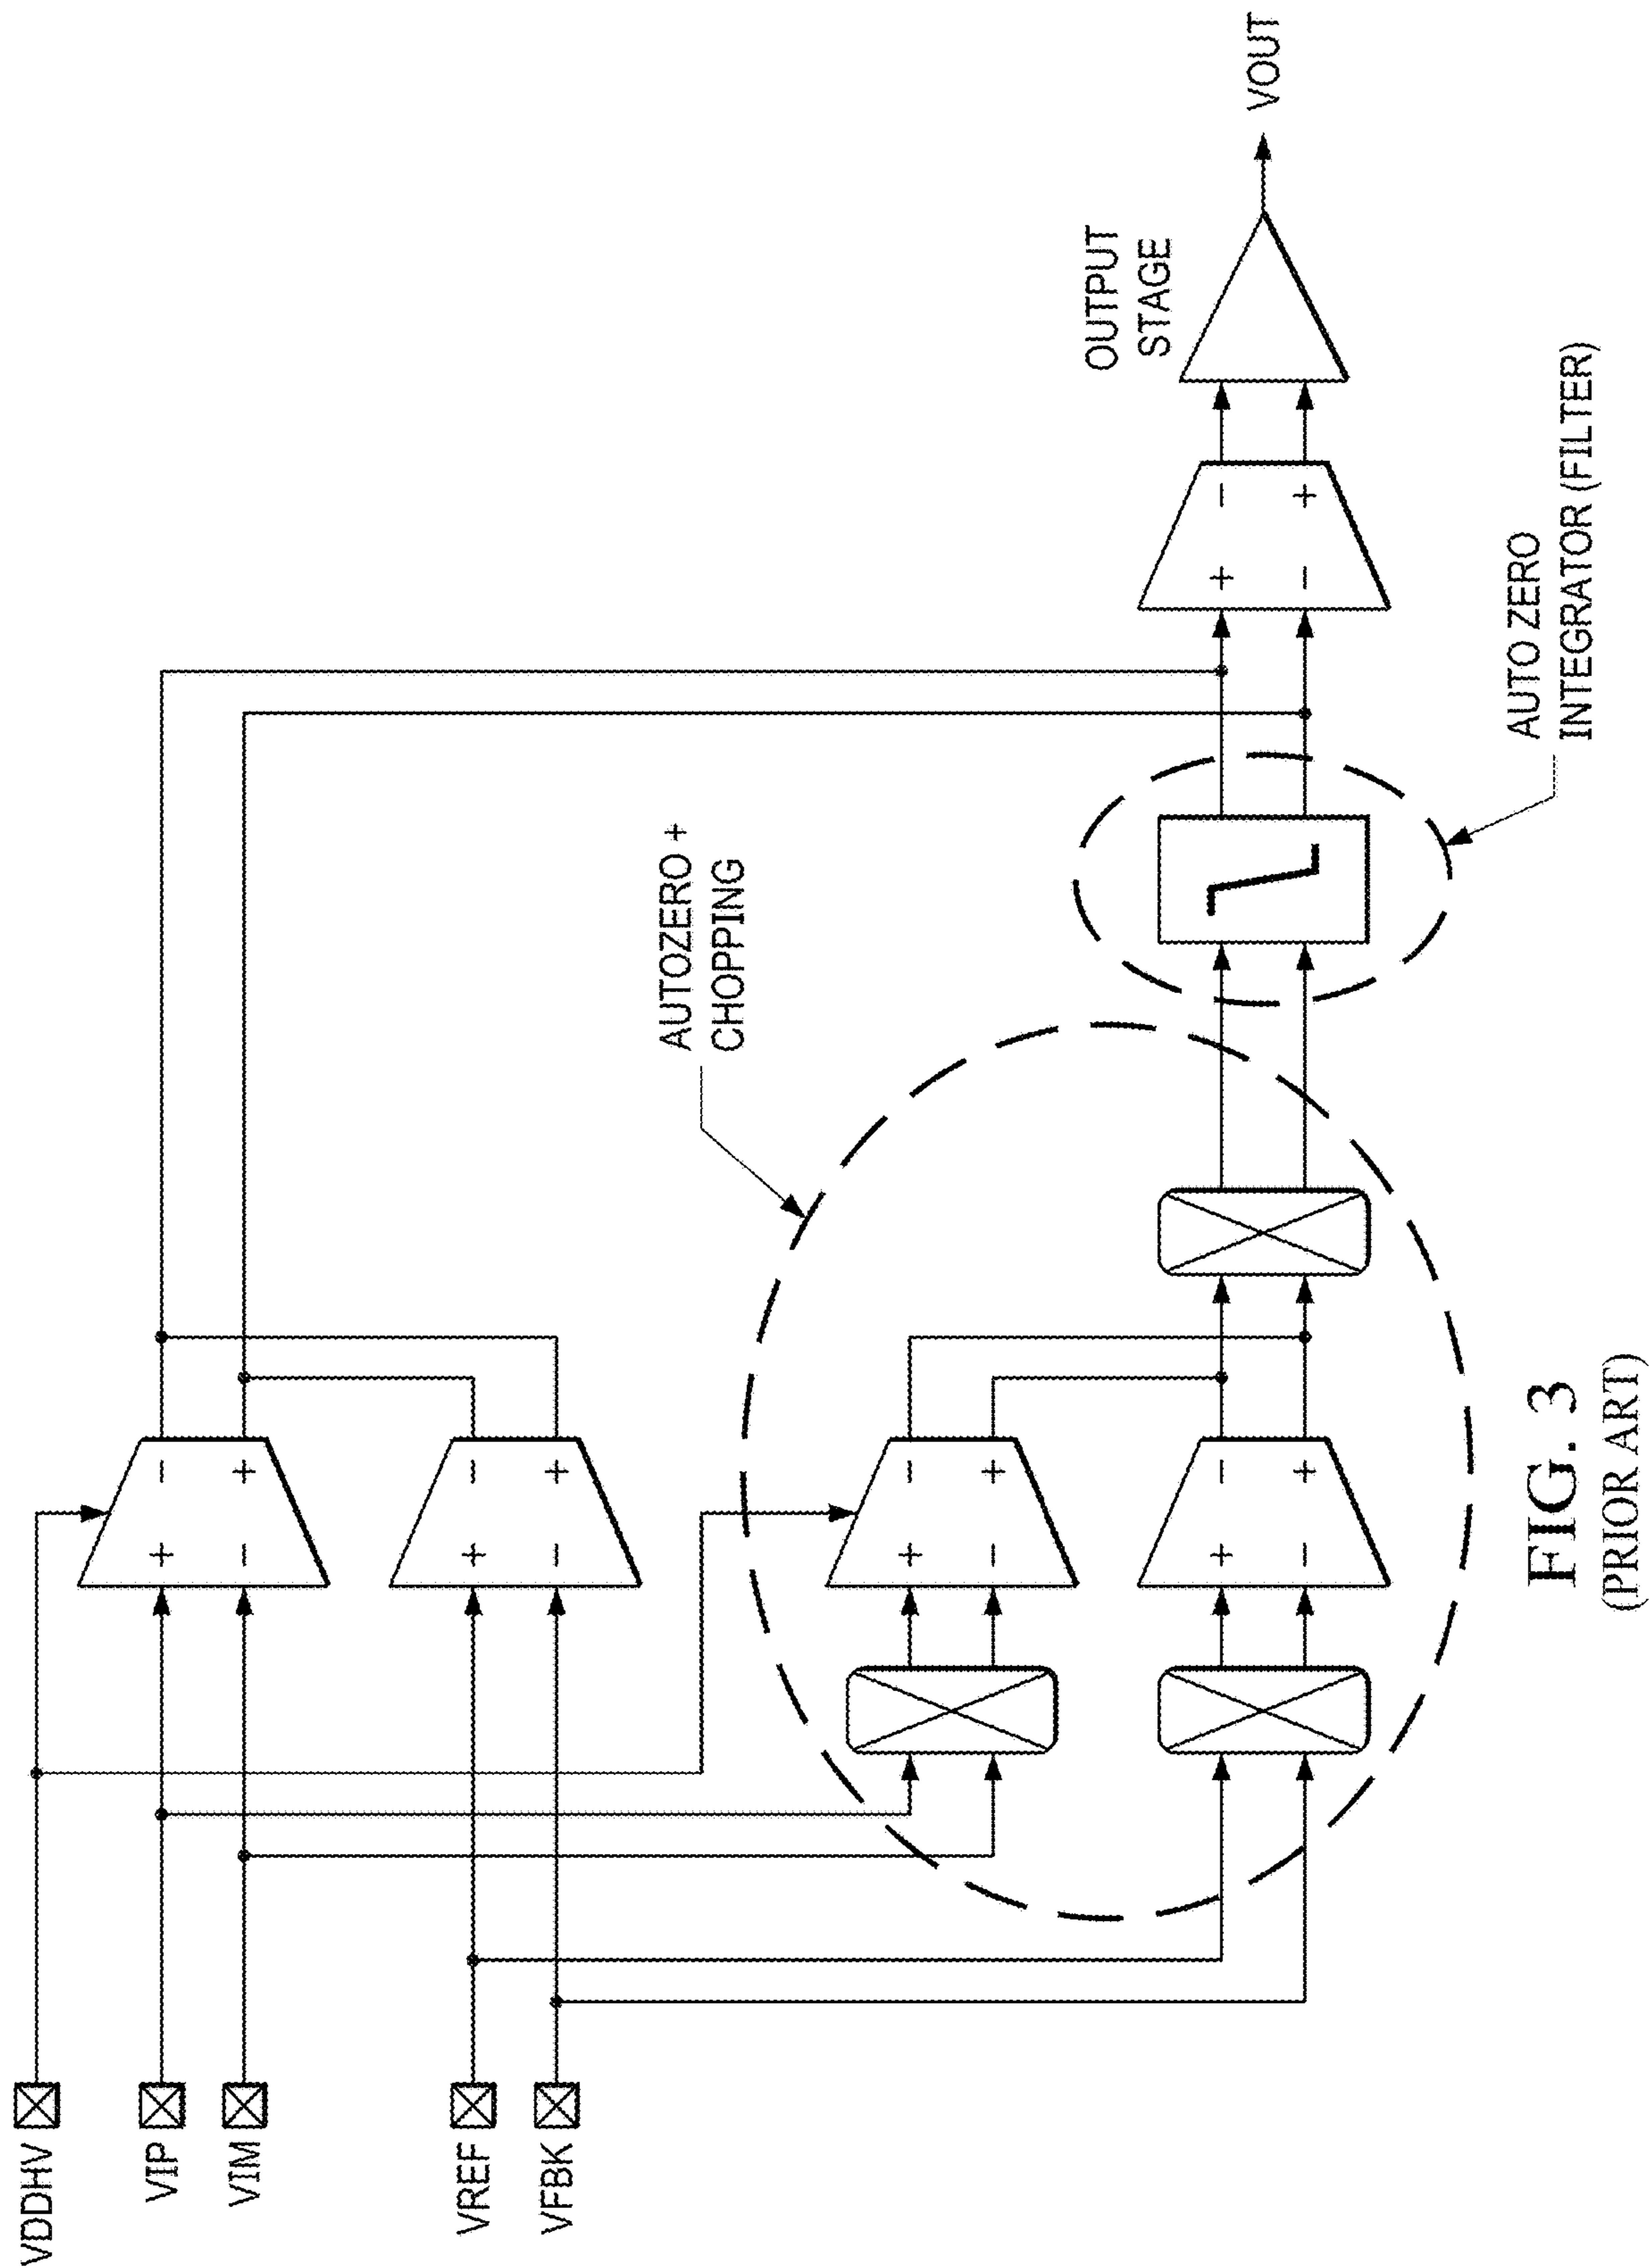 VDDHV
VIP
VIM
VREF
VFBK
+ −
− +
+ −
− +
+ −
− +
+ −
− +
AUTOZERO +
CHOPPING
AUTO ZERO
INTEGRATOR (FILTER)
+ −
− +
OUTPUT
STAGE
VOUT
FIG. 3
(PRIOR ART)